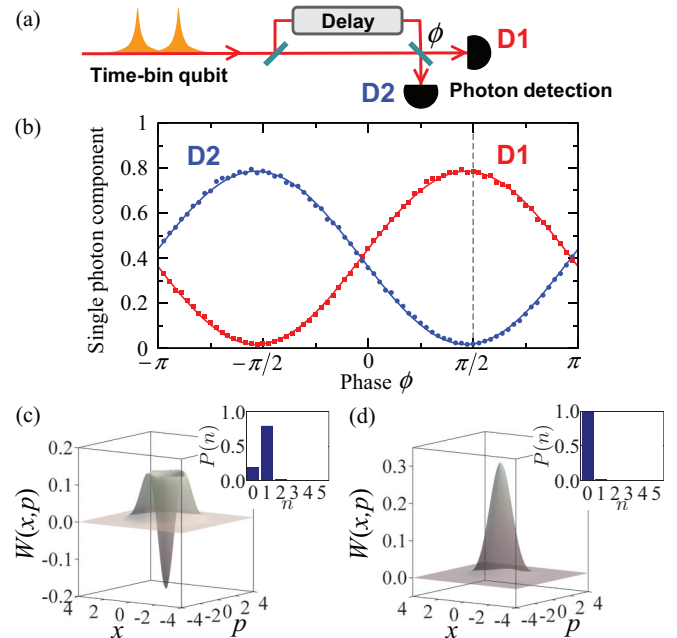 (a)
Delay
ϕ
D1
Time-bin qubit
D2
Photon detection
(b)
Single photon component
1
0.8
0.6
0.4
0.2
0
D2
D1
−π
−π/2
0
π/2
π
Phase ϕ
(c)
W(x,p)
0.2
0.1
0.0
-0.1
-0.2
4 2 0 -2 -4
x
-4 -2 0 2 4
p
P(n)
1.0
0.5
0.0
0 1 2 3 4 5
n
(d)
W(x,p)
0.3
0.2
0.1
0.0
4 2 0 -2 -4
x
-4 -2 0 2 4
p
P(n)
1.0
0.5
0.0
0 1 2 3 4 5
n